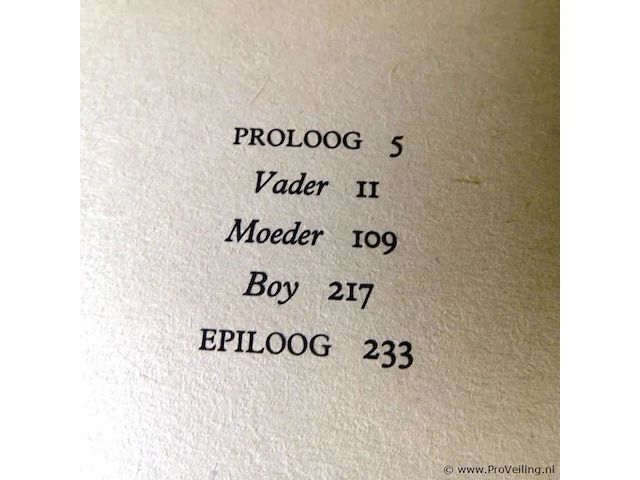 PROLOOG 5
Vader 11
Moeder 109
Boy 217
EPILOOG 233
© www.ProVeiling.nl